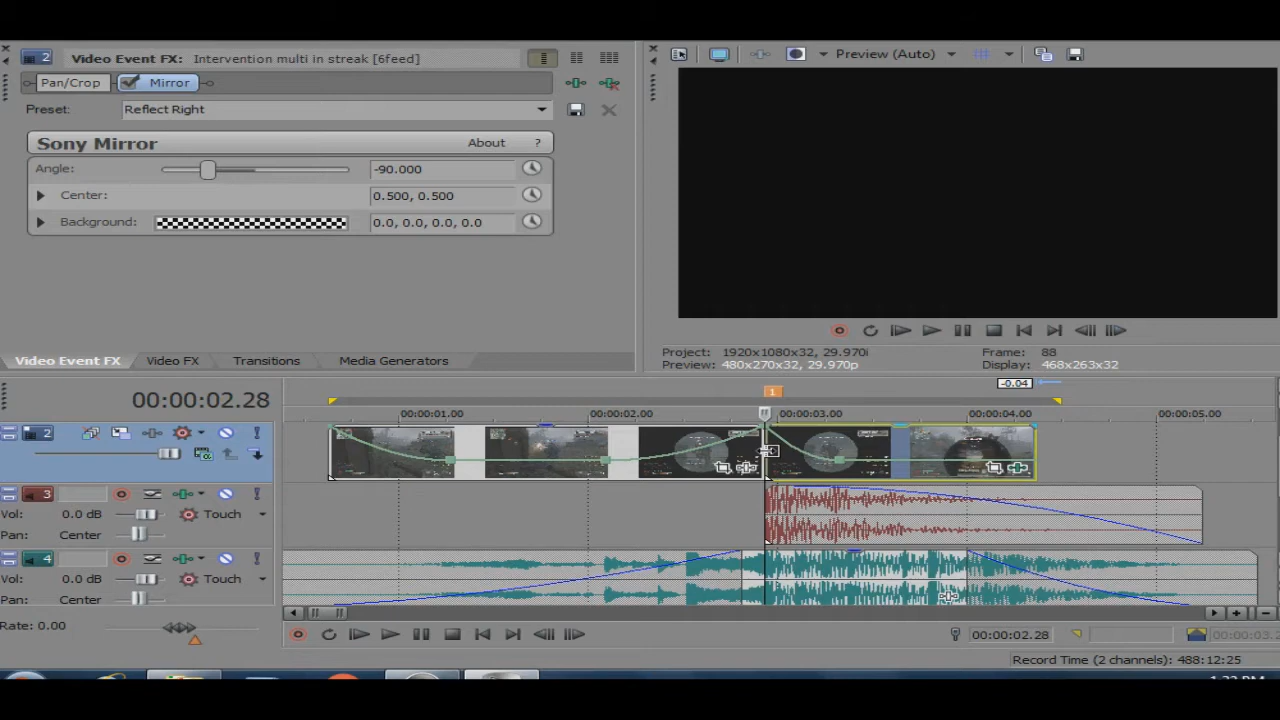 2 Video Event FX: Intervention multi in streak [6feed]
Preview (Auto)
Pan/Crop Mirror
Preset: Reflect Right
Sony Mirror About ?
Angle: -90.000
Center: 0.500, 0.500
Background: 0.0, 0.0, 0.0, 0.0
Project: 1920x1080x32, 29.970i Frame: 88
Preview: 480x270x32, 29.970p Display: 468x263x32
Video Event FX Video FX Transitions Media Generators
-0.04
1
00:00:02.28
00:00:01.00 00:00:02.00 00:00:03.00 00:00:04.00 00:00:05.00
2
3
Vol: 0.0 dB Touch
Pan: Center
4
Vol: 0.0 dB Touch
Pan: Center
Rate: 0.00
00:00:02.28
Record Time (2 channels): 488:12:25